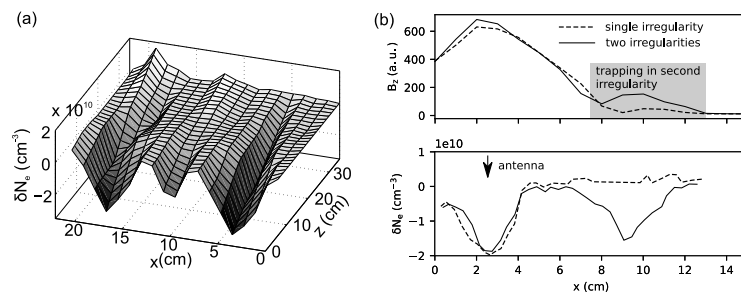 (a)
x 10^10
2
0
−2
δN_e (cm⁻³)
20
15
10
5
0
x(cm)
0
10
20
30
z (cm)
(b)
600
400
200
0
B_z (a. u.)
single irregularity
two irregularities
trapping in second
irregularity
1e10
antenna
1
0
−1
−2
δN_e (cm⁻³)
0 2 4 6 8 10 12 14
x (cm)